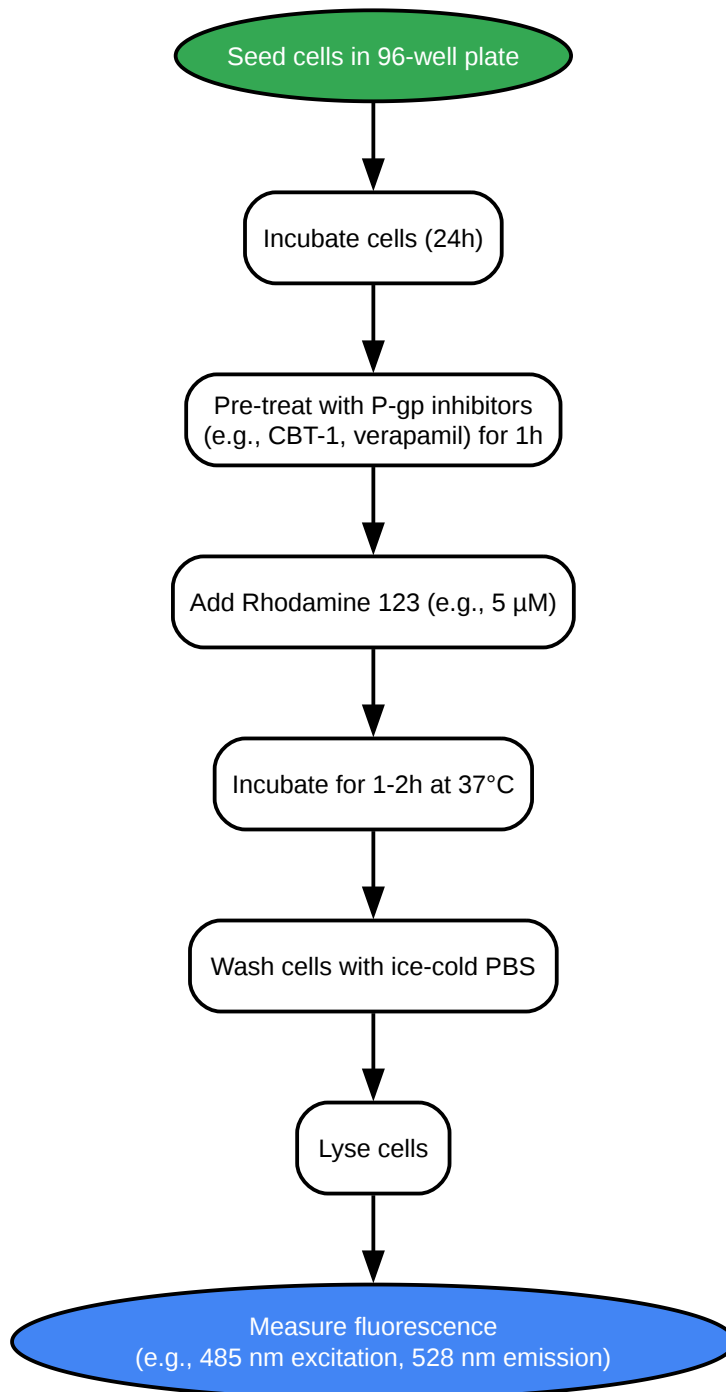 Seed cells in 96-well plate
Incubate cells (24h)
Pre-treat with P-gp inhibitors
(e.g., CBT-1, verapamil) for 1h
Add Rhodamine 123 (e.g., 5 µM)
Incubate for 1-2h at 37°C
Wash cells with ice-cold PBS
Lyse cells
Measure fluorescence
(e.g., 485 nm excitation, 528 nm emission)